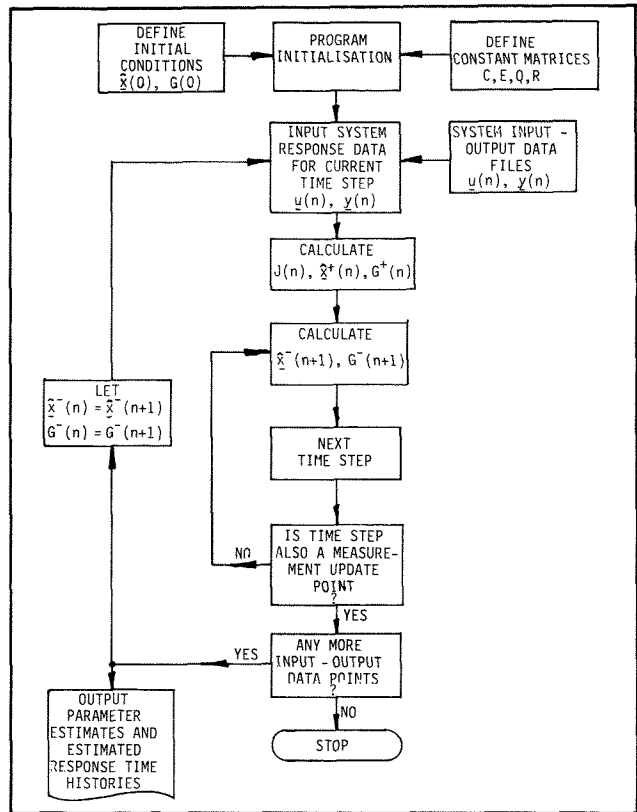 DEFINE
INITIAL
CONDITIONS
x̂(0), G(0)
PROGRAM
INITIALISATION
DEFINE
CONSTANT MATRICES
C,E,Q,R
INPUT SYSTEM
RESPONSE DATA
FOR CURRENT
TIME STEP
u(n), y(n)
SYSTEM INPUT -
OUTPUT DATA
FILES
u(n), y(n)
CALCULATE
J(n), x̂⁺(n), G⁺(n)
CALCULATE
x̂⁻(n+1), G⁻(n+1)
LET
x̂⁻(n) = x̂⁻(n+1)
G⁻(n) = G⁻(n+1)
NEXT
TIME STEP
IS TIME STEP
ALSO A MEASURE-
MENT UPDATE
POINT
?
NO
YES
ANY MORE
INPUT - OUTPUT
DATA POINTS
?
YES
NO
OUTPUT
PARAMETER
ESTIMATES AND
ESTIMATED
RESPONSE TIME
HISTORIES
STOP